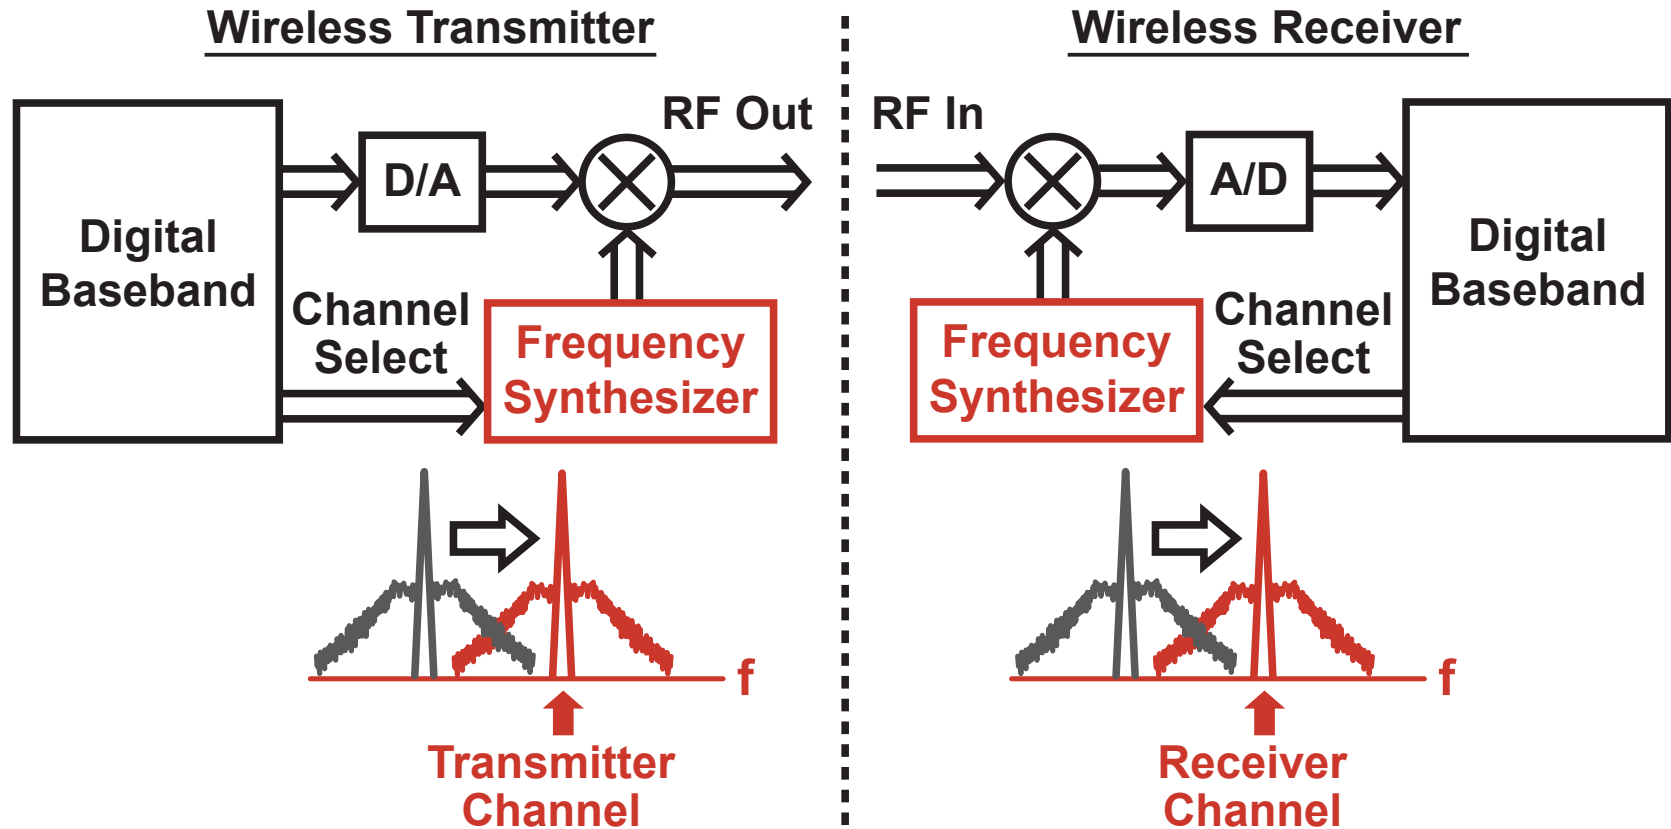 Wireless Transmitter
Digital
Baseband
D/A
RF Out
Channel
Select
Frequency
Synthesizer
f
Transmitter
Channel
Wireless Receiver
RF In
A/D
Digital
Baseband
Frequency
Synthesizer
Channel
Select
f
Receiver
Channel